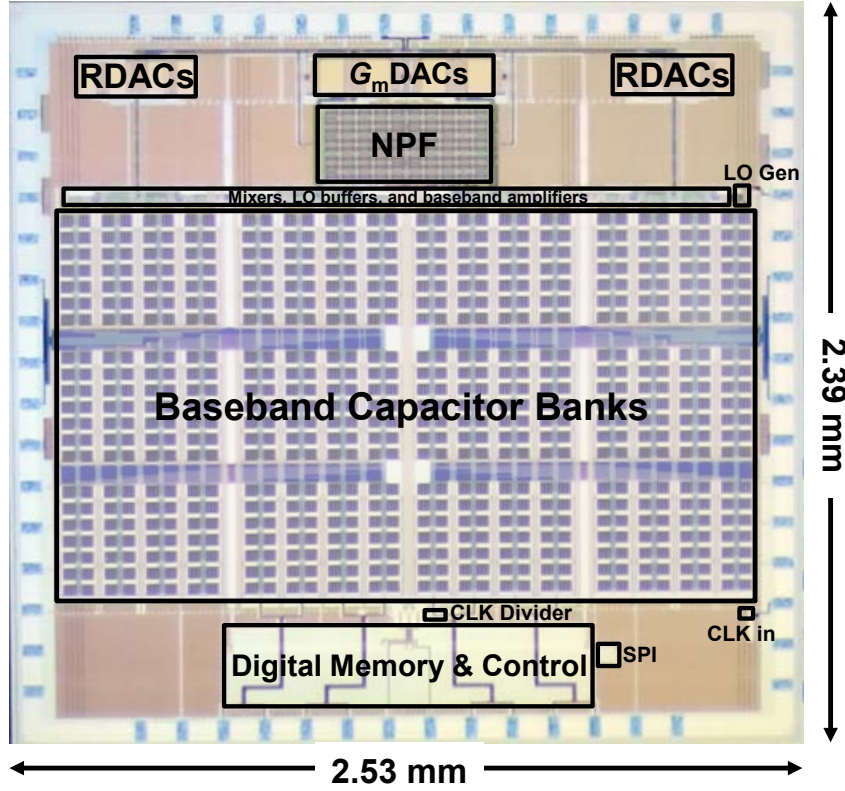 RDACs
GmDACs
RDACs
NPF
LO Gen
Mixers, LO buffers, and baseband amplifiers
Baseband Capacitor Banks
2.39 mm
CLK Divider
CLK in
Digital Memory & Control
SPI
2.53 mm